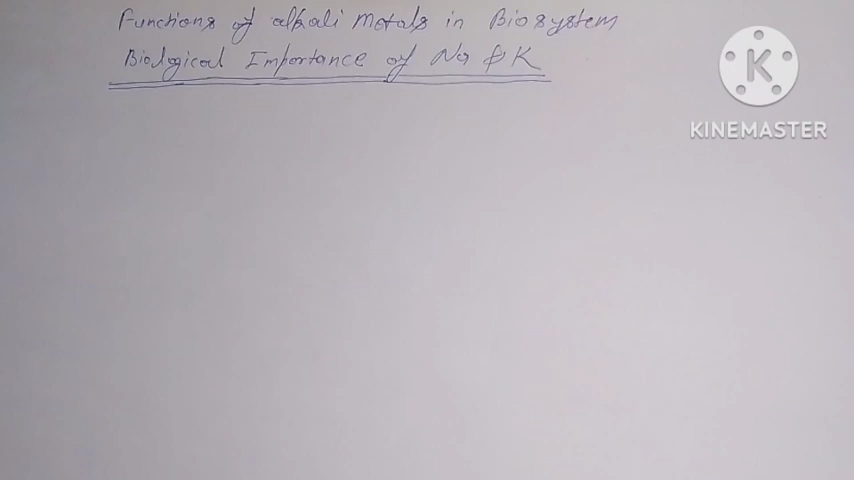 Functions of alkali Metals in Biosystem
Biological Importance of Na & K
K
KINEMASTER